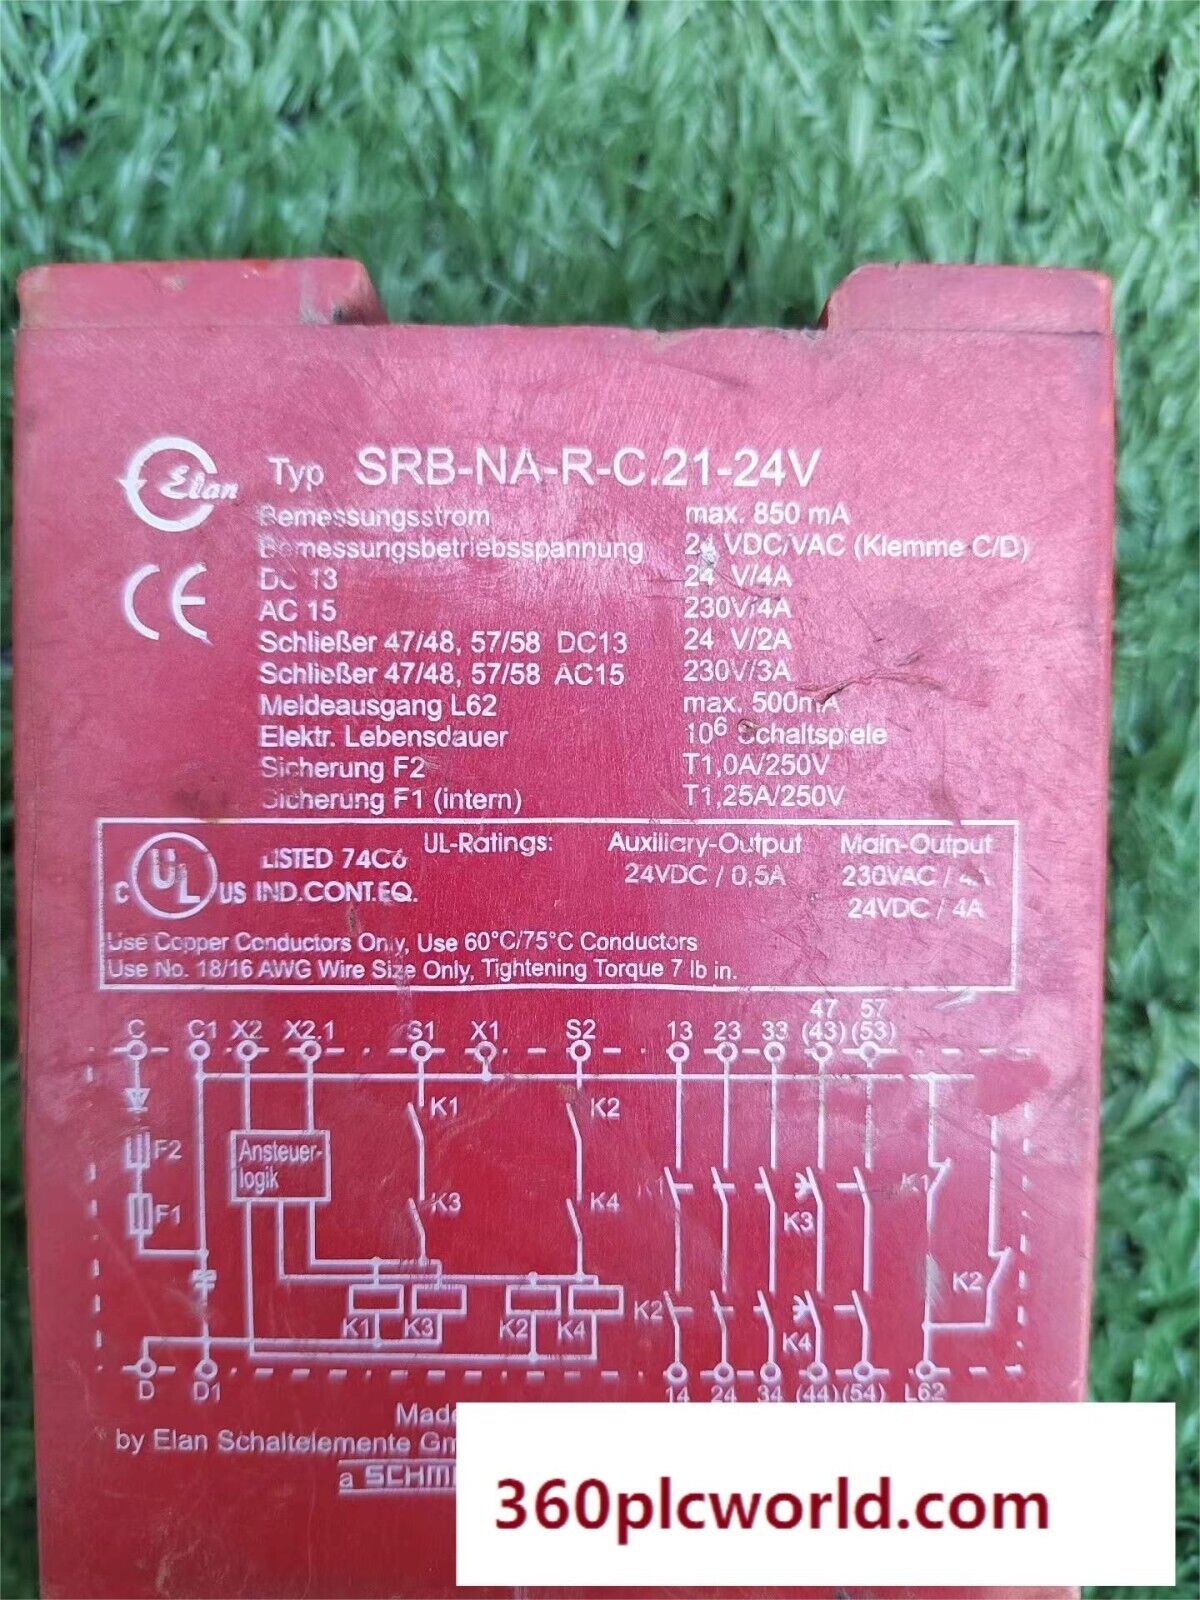 Elan
Typ SRB-NA-R-C.21-24V
Bemessungsstrom max. 850 mA
Bemessungsbetriebsspannung 24 VDC/VAC (Klemme C/D)
DC 13 24 V/4A
AC 15 230V/4A
Schließer 47/48, 57/58 DC13 24 V/2A
Schließer 47/48, 57/58 AC15 230V/3A
Meldeausgang L62 max. 500mA
Elektr. Lebensdauer 10⁶ Schaltspiele
Sicherung F2 T1,0A/250V
Sicherung F1 (intern) T1,25A/250V
CE
C UL US
LISTED 74C6 UL-Ratings: Auxiliary-Output Main-Output
IND.CONT.EQ. 24VDC / 0,5A 230VAC / 4A
24VDC / 4A
Use Copper Conductors Only, Use 60°C/75°C Conductors
Use No. 18/16 AWG Wire Size Only, Tightening Torque 7 lb in.
47 57
C C1 X2 X2.1 S1 X1 S2 13 23 33 (43) (53)
K1 K2
F2 Ansteuer-
logik
K1 K1
F1 K3 K4 K3
K2 K2
K1 K3 K2 K4 K4
D D1 14 24 34 (44) (54) L62
Made
by Elan Schaltelemente
a
360plcworld.com